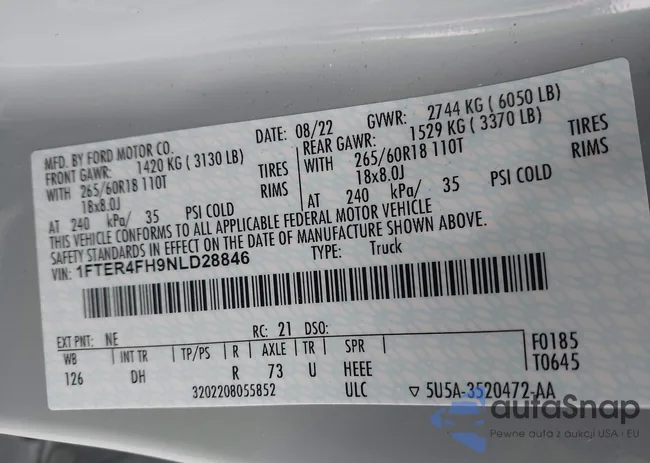 MFD. BY FORD MOTOR CO.
DATE: 08/22 GVWR: 2744 KG ( 6050 LB)
FRONT GAWR: 1420 KG ( 3130 LB) REAR GAWR: 1529 KG ( 3370 LB)
WITH 265/60R18 110T TIRES WITH 265/60R18 110T TIRES
18x8.0J RIMS 18x8.0J RIMS
AT 240 kPa/ 35 PSI COLD AT 240 kPa/ 35 PSI COLD
THIS VEHICLE CONFORMS TO ALL APPLICABLE FEDERAL MOTOR VEHICLE
SAFETY STANDARDS IN EFFECT ON THE DATE OF MANUFACTURE SHOWN ABOVE.
VIN: 1FTER4FH9NLD28846 TYPE: Truck
EXT PNT: NE RC: 21 DSO: F0185
WB INT TR TP/PS R AXLE TR SPR T0645
126 DH R 73 U HEEE
3202208055852 ULC ▽ 5U5A-3520472-AA
autoSnap
Pewne auta z aukcji USA i EU